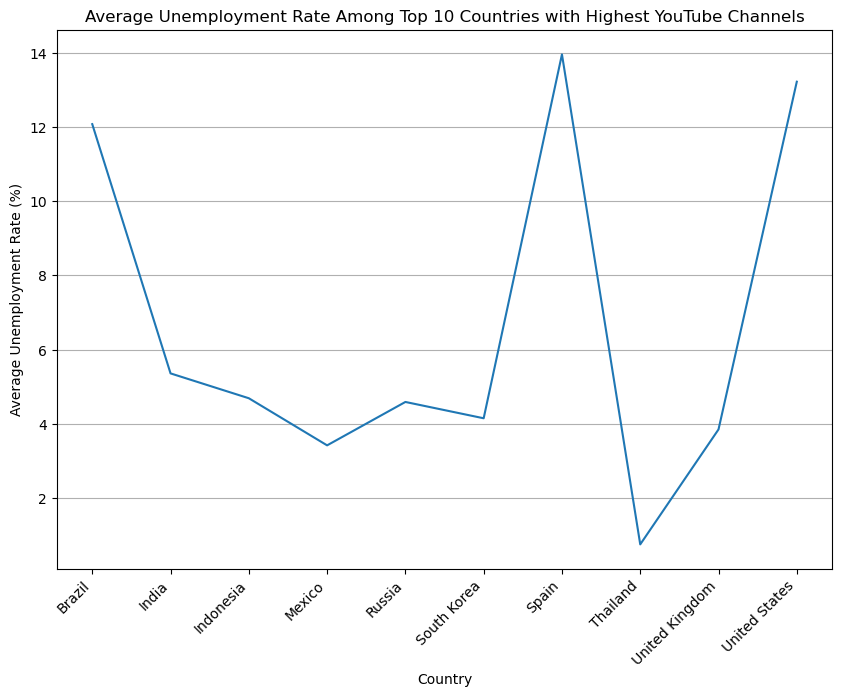 Average Unemployment Rate Among Top 10 Countries with Highest YouTube Channels
Average Unemployment Rate (%)
14
12
10
8
6
4
2
Brazil
India
Indonesia
Mexico
Russia
South Korea
Spain
Thailand
United Kingdom
United States
Country